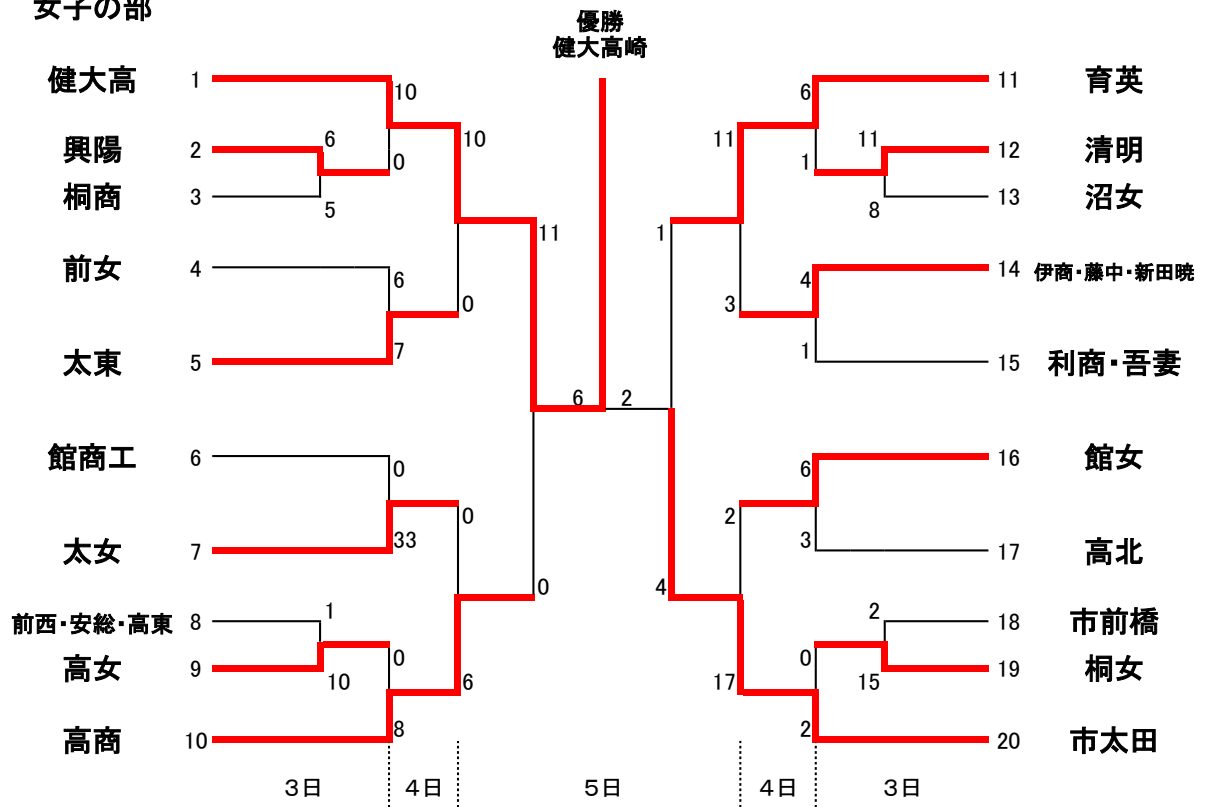 女子の部
優勝
健大高崎
健大高 1 10 6 11 育英
10 11
興陽 2 6 0 1 11 12 清明
桐商 3 5 8 13 沼女
11 1
前女 4 6 4 14 伊商・藤中・新田暁
0 3
太東 5 7 1 15 利商・吾妻
6 2
館商工 6 0 6 16 館女
0 2
太女 7 33 3 17 高北
0 4
前西・安総・高東 8 1 2 18 市前橋
高女 9 10 0 0 15 19 桐女
6 17
高商 10 8 2 20 市太田
3日 4日 5日 4日 3日